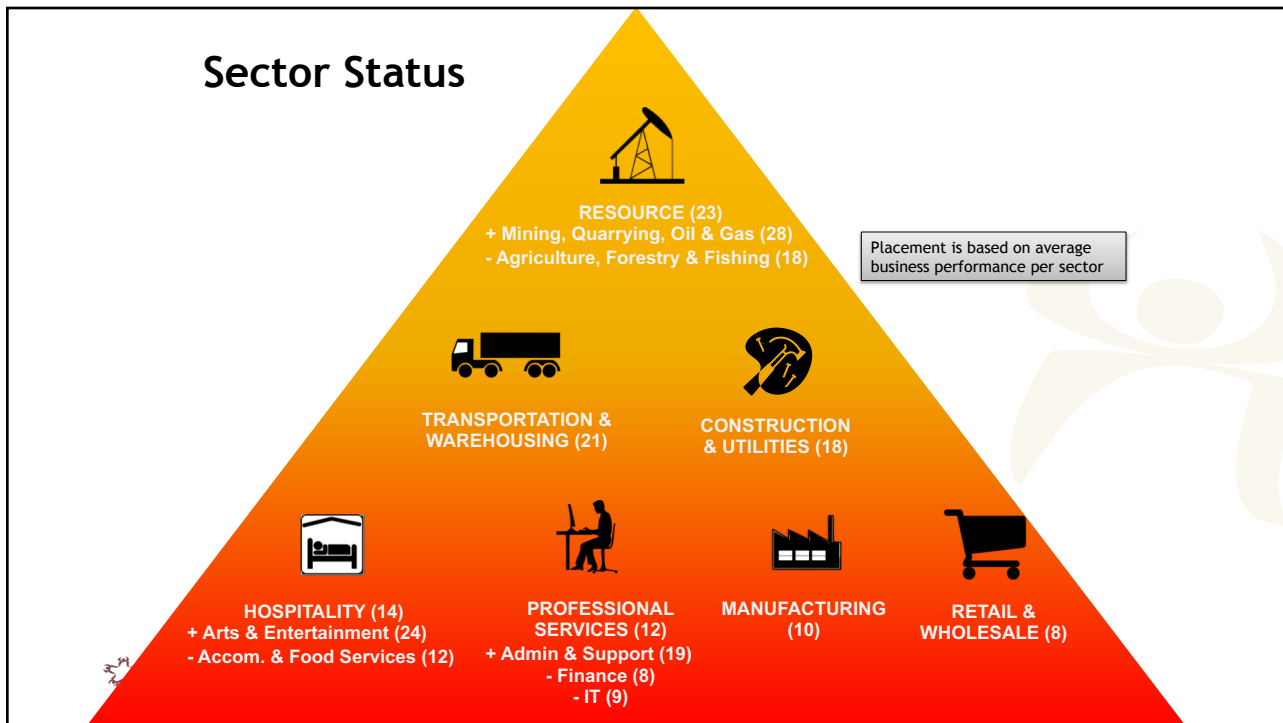 Sector Status
RESOURCE (23)
+ Mining, Quarrying, Oil & Gas (28)
- Agriculture, Forestry & Fishing (18)
Placement is based on average
business performance per sector
TRANSPORTATION &
WAREHOUSING (21)
CONSTRUCTION
& UTILITIES (18)
HOSPITALITY (14)
+ Arts & Entertainment (24)
- Accom. & Food Services (12)
PROFESSIONAL
SERVICES (12)
+ Admin & Support (19)
- Finance (8)
- IT (9)
MANUFACTURING
(10)
RETAIL &
WHOLESALE (8)